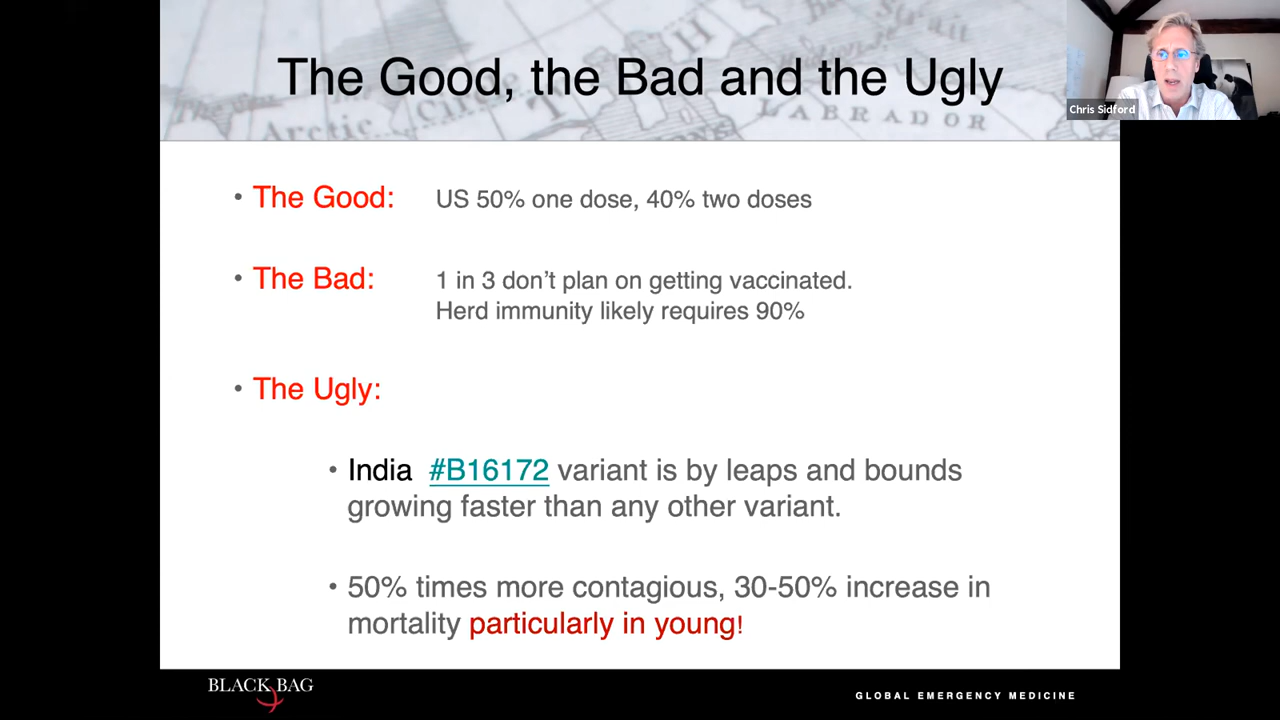 The Good, the Bad and the Ugly
Arctic
LABRADOR
Chris Sidford
• The Good: US 50% one dose, 40% two doses
• The Bad: 1 in 3 don’t plan on getting vaccinated.
Herd immunity likely requires 90%
• The Ugly:
• India #B16172 variant is by leaps and bounds
growing faster than any other variant.
• 50% times more contagious, 30-50% increase in
mortality particularly in young!
BLACK BAG
GLOBAL EMERGENCY MEDICINE